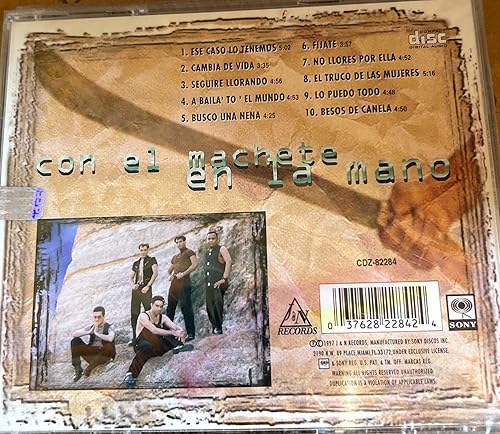 disc
DIGITAL AUDIO
1. ESE CASO LO TENEMOS 5:02
2. CAMBIA DE VIDA 3:35
3. SEGUIRE LLORANDO 4:56
4. A BAILA' TO ' EL MUNDO 4:53
5. BUSCO UNA NENA 4:25
6. FIJATE 3:57
7. NO LLORES POR ELLA 4:52
8. EL TRUCO DE LAS MUJERES 5:16
9. LO PUEDO TODO 4:48
10. BESOS DE CANELA 4:50
con el machete
en la mano
CDZ-82284
J&N
RECORDS
0 37628 22842 4
SONY
℗© 1997 J & N RECORDS, MANUFACTURED BY SONY DISCOS INC.
2190 N.W. 89 PLACE, MIAMI, FL. 33172, UNDER EXCLUSIVE LICENSE.
& SONY REG. U.S. PAT. & TM. OFF. MARCAS REG.
WARNING ALL RIGHTS RESERVED UNAUTHORIZED
DUPLICATION IS A VIOLATION OF APPLICABLE LAWS.